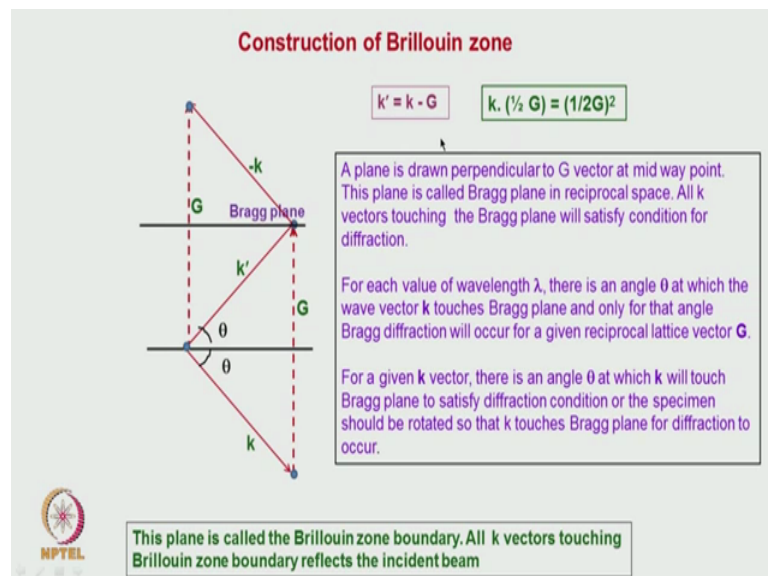 Construction of Brillouin zone
k′ = k - G
k. (½ G) = (1/2G)²
-k
G
Bragg plane
k′
θ
G
θ
k
A plane is drawn perpendicular to G vector at mid way point.
This plane is called Bragg plane in reciprocal space. All k
vectors touching the Bragg plane will satisfy condition for
diffraction.
For each value of wavelength λ, there is an angle θ at which the
wave vector k touches Bragg plane and only for that angle
Bragg diffraction will occur for a given reciprocal lattice vector G.
For a given k vector, there is an angle θ at which k will touch
Bragg plane to satisfy diffraction condition or the specimen
should be rotated so that k touches Bragg plane for diffraction to
occur.
NPTEL
This plane is called the Brillouin zone boundary. All k vectors touching
Brillouin zone boundary reflects the incident beam